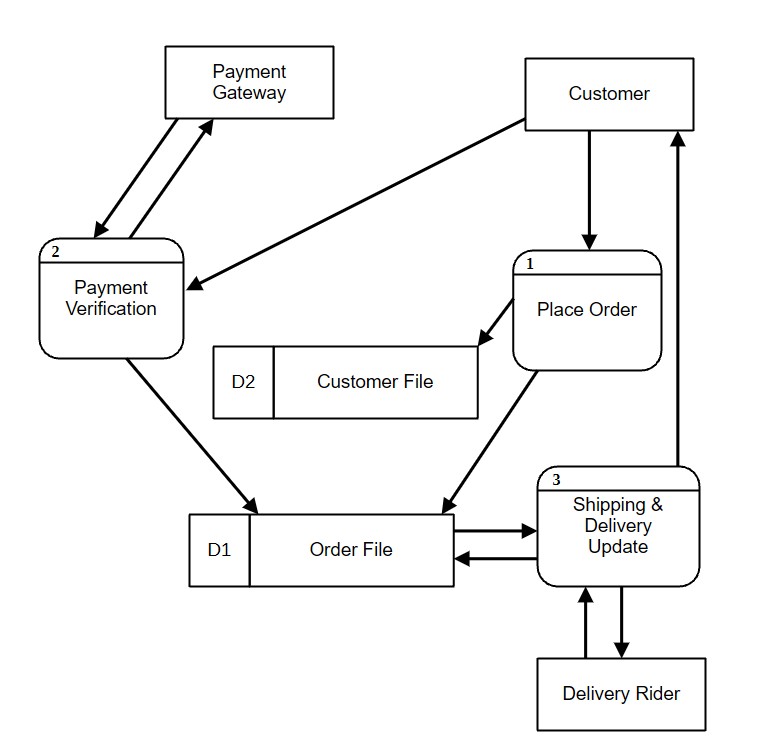 Payment
Gateway
Customer
2
Payment
Verification
1
Place Order
D2
Customer File
3
Shipping &
Delivery
Update
D1
Order File
Delivery Rider